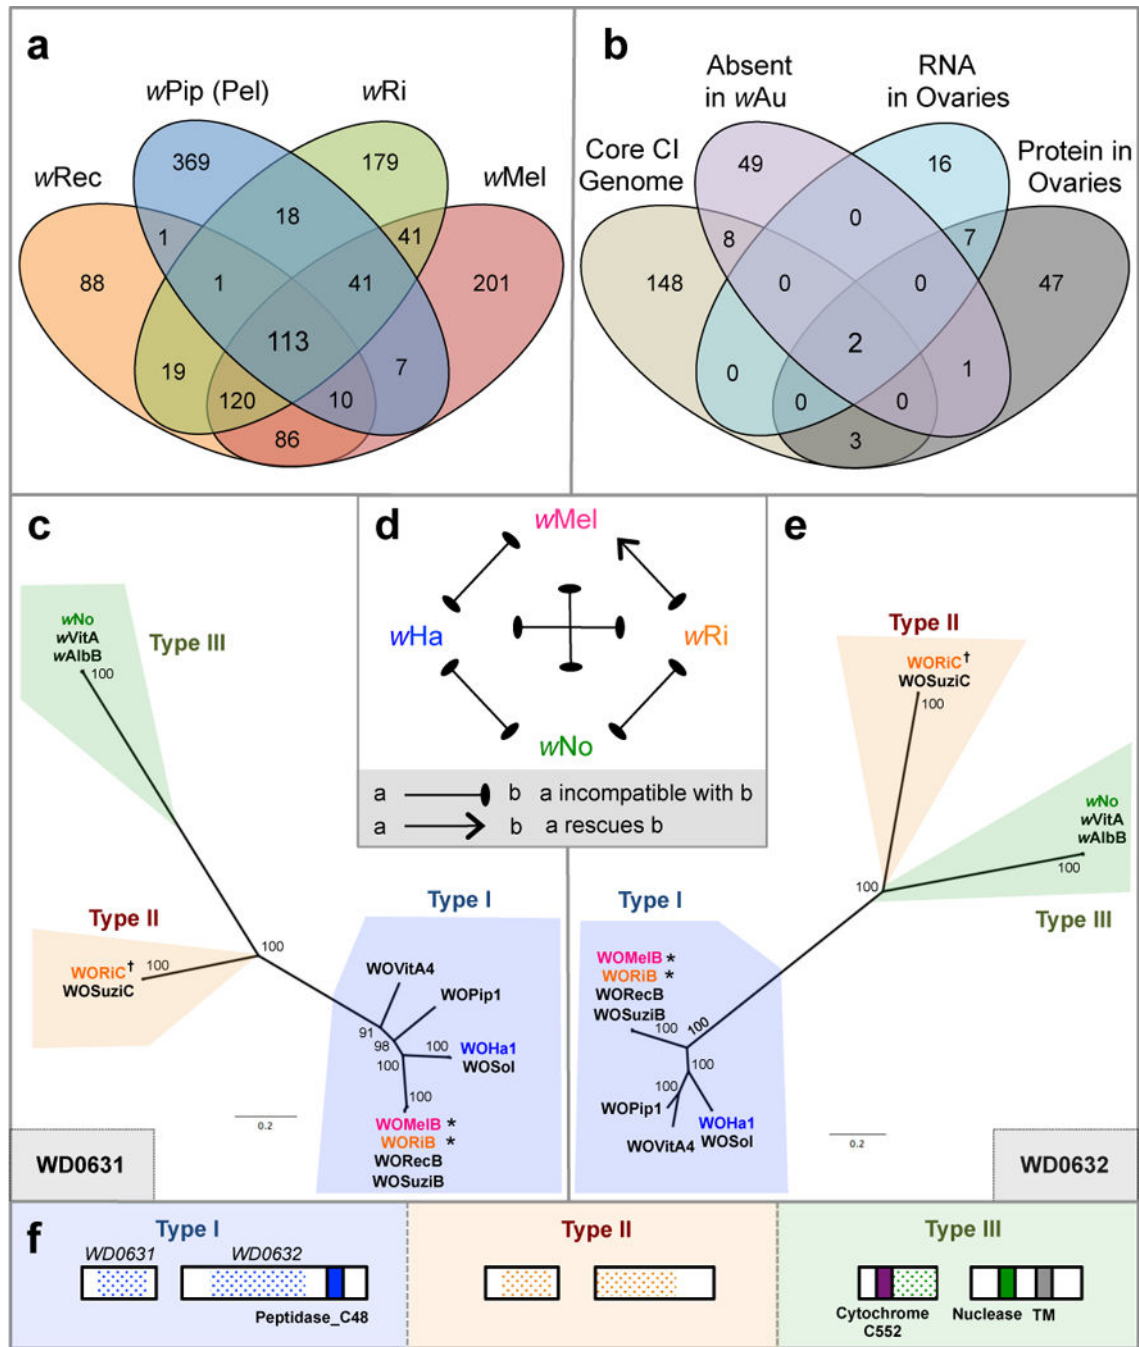 a
wPip (Pel)
wRi
wRec
wMel
369
179
18
1
41
88
1
41
201
113
19
7
120
10
86
b
Absent
in wAu
RNA
in Ovaries
Core CI
Genome
Protein in
Ovaries
49
16
0
8
7
148
0
0
47
2
0
1
0
0
3
c
wNo
wVitA
wAlbB
100
Type III
Type II
WORiC†
WOSuziC
100
100
Type I
WOVitA4
WOPip1
91
98
100
100
WOHa1
WOSol
100
WOMelB *
WORiB *
WORecB
WOSuziB
0.2
WD0631
d
wMel
wHa
wRi
wNo
a b a incompatible with b
a b a rescues b
e
Type II
WORiC†
WOSuziC
100
wNo
wVitA
wAlbB
100
100
Type III
Type I
WOMelB *
WORiB *
WORecB
WOSuziB
100
100
100
100
WOPip1
WOVitA4
WOHa1
WOSol
0.2
WD0632
f
Type I
WD0631
WD0632
Peptidase_C48
Type II
Type III
Cytochrome
C552
Nuclease
TM